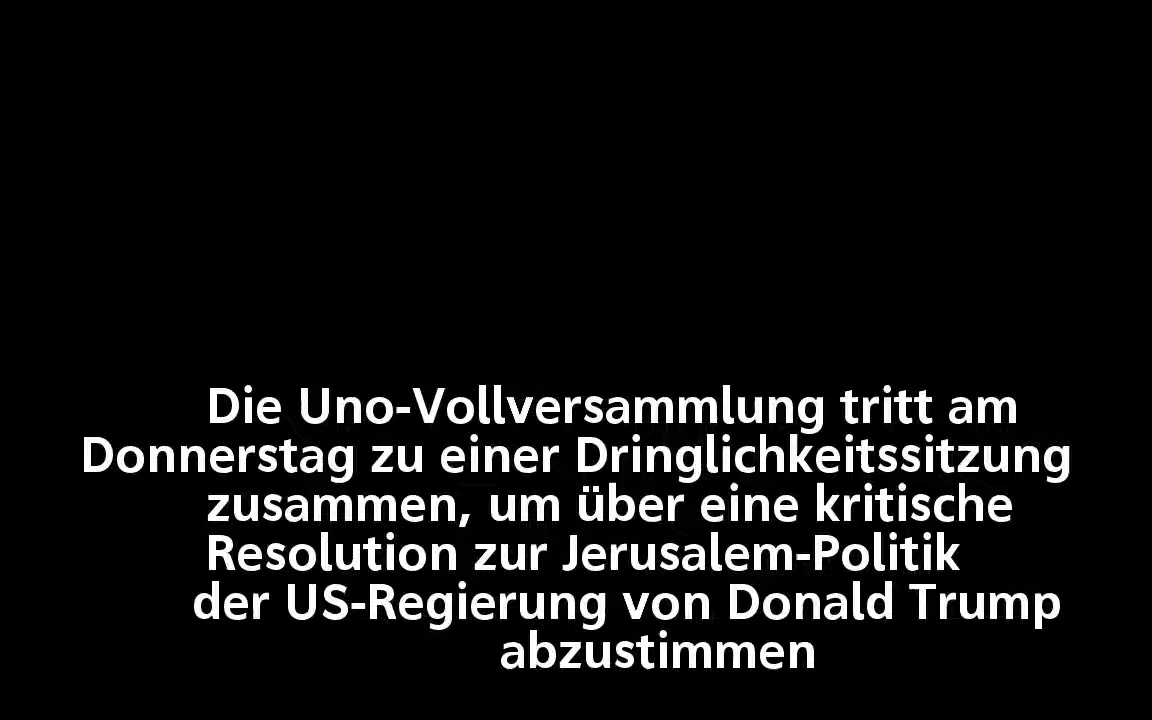 Die Uno-Vollversammlung tritt am
Donnerstag zu einer Dringlichkeitssitzung
zusammen, um über eine kritische
Resolution zur Jerusalem-Politik
der US-Regierung von Donald Trump
abzustimmen